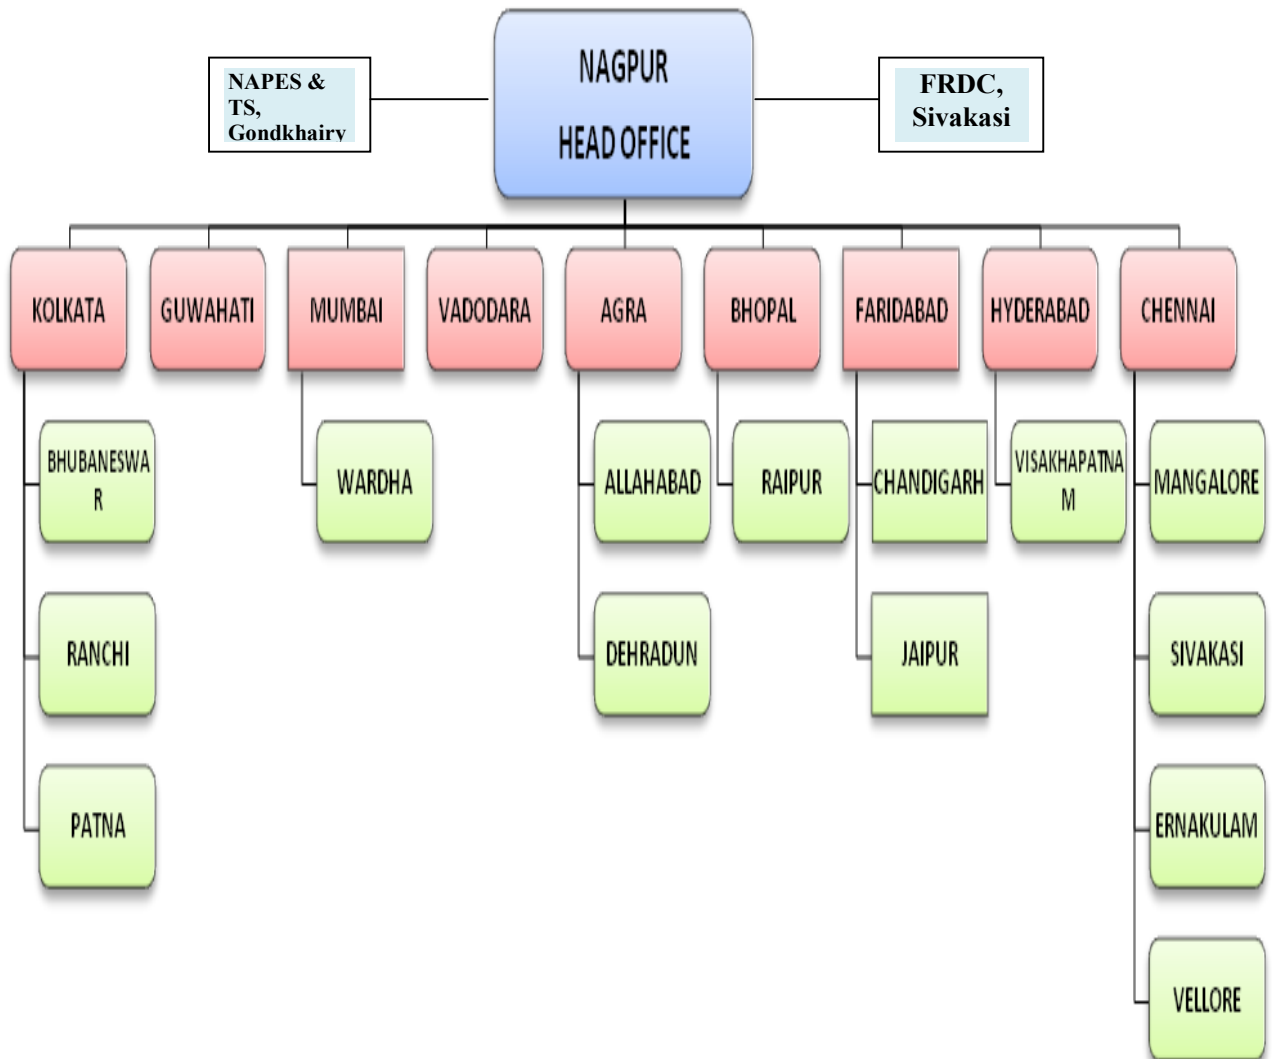 NAGPUR
HEAD OFFICE
NAPES &
TS,
Gondkhairy
FRDC,
Sivakasi
KOLKATA
GUWAHATI
MUMBAI
VADODARA
AGRA
BHOPAL
FARIDABAD
HYDERABAD
CHENNAI
BHUBANESWA
R
WARDHA
ALLAHABAD
RAIPUR
CHANDIGARH
VISAKHAPATNA
M
MANGALORE
RANCHI
DEHRADUN
JAIPUR
SIVAKASI
PATNA
ERNAKULAM
VELLORE